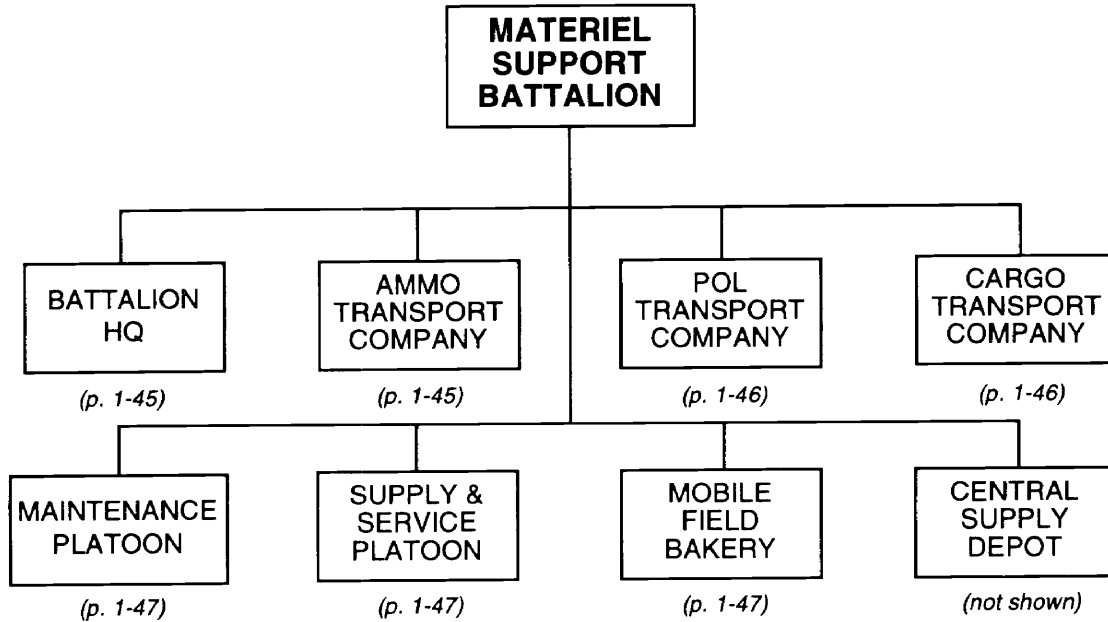 MATERIEL
SUPPORT
BATTALION
BATTALION
HQ
(p. 1-45)
AMMO
TRANSPORT
COMPANY
(p. 1-45)
POL
TRANSPORT
COMPANY
(p. 1-46)
CARGO
TRANSPORT
COMPANY
(p. 1-46)
MAINTENANCE
PLATOON
(p. 1-47)
SUPPLY &
SERVICE
PLATOON
(p. 1-47)
MOBILE
FIELD
BAKERY
(p. 1-47)
CENTRAL
SUPPLY
DEPOT
(not shown)